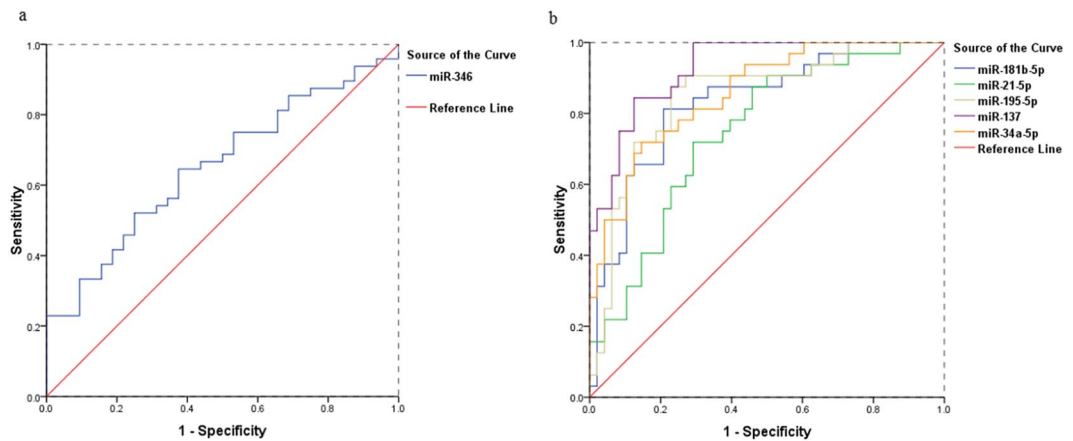 a
Source of the Curve
miR-346
Reference Line
Sensitivity
1.0
0.8
0.6
0.4
0.2
0.0
0.0 0.2 0.4 0.6 0.8 1.0
1 - Specificity
b
Source of the Curve
miR-181b-5p
miR-21-5p
miR-195-5p
miR-137
miR-34a-5p
Reference Line
Sensitivity
1.0
0.8
0.6
0.4
0.2
0.0
0.0 0.2 0.4 0.6 0.8 1.0
1 - Specificity